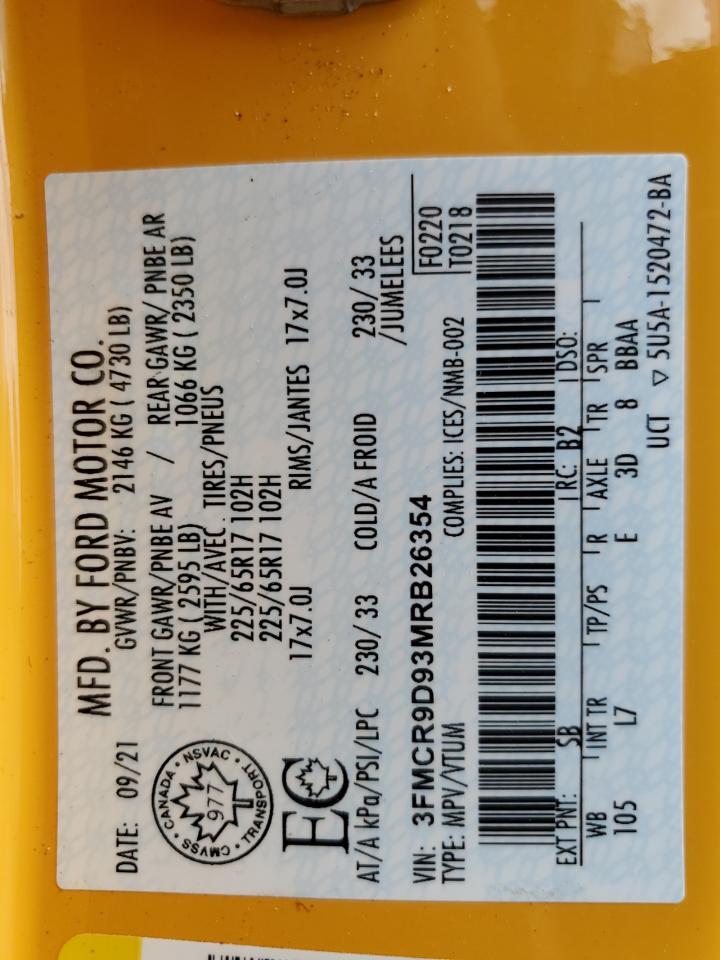 MFD. BY FORD MOTOR CO.
DATE: 09/21 GVWR/PNBV: 2146 KG ( 4730 LB)
FRONT GAWR/PNBE AV / REAR GAWR/ PNBE AR
1177 KG ( 2595 LB) 1066 KG ( 2350 LB)
WITH/AVEC TIRES/PNEUS
225/65R17 102H
225/65R17 102H
17x7.0J RIMS/JANTES 17x7.0J
CANADA • NSVAC • TRANSPORT • CMVSS
977
EC
AT/A kPa/PSI/LPC 230/ 33 COLD/A FROID 230/ 33
/JUMELEES
VIN: 3FMCR9D93MRB26354
F0220
TYPE: MPV/VTUM COMPLIES: ICES/NMB-002
T0218
EXT PNT: SB RC: B2 DSO:
WB INT TR TP/PS R AXLE TR SPR
105 L7 E 3D 8 BBAA
UCT ▽ 5U5A-1520472-BA